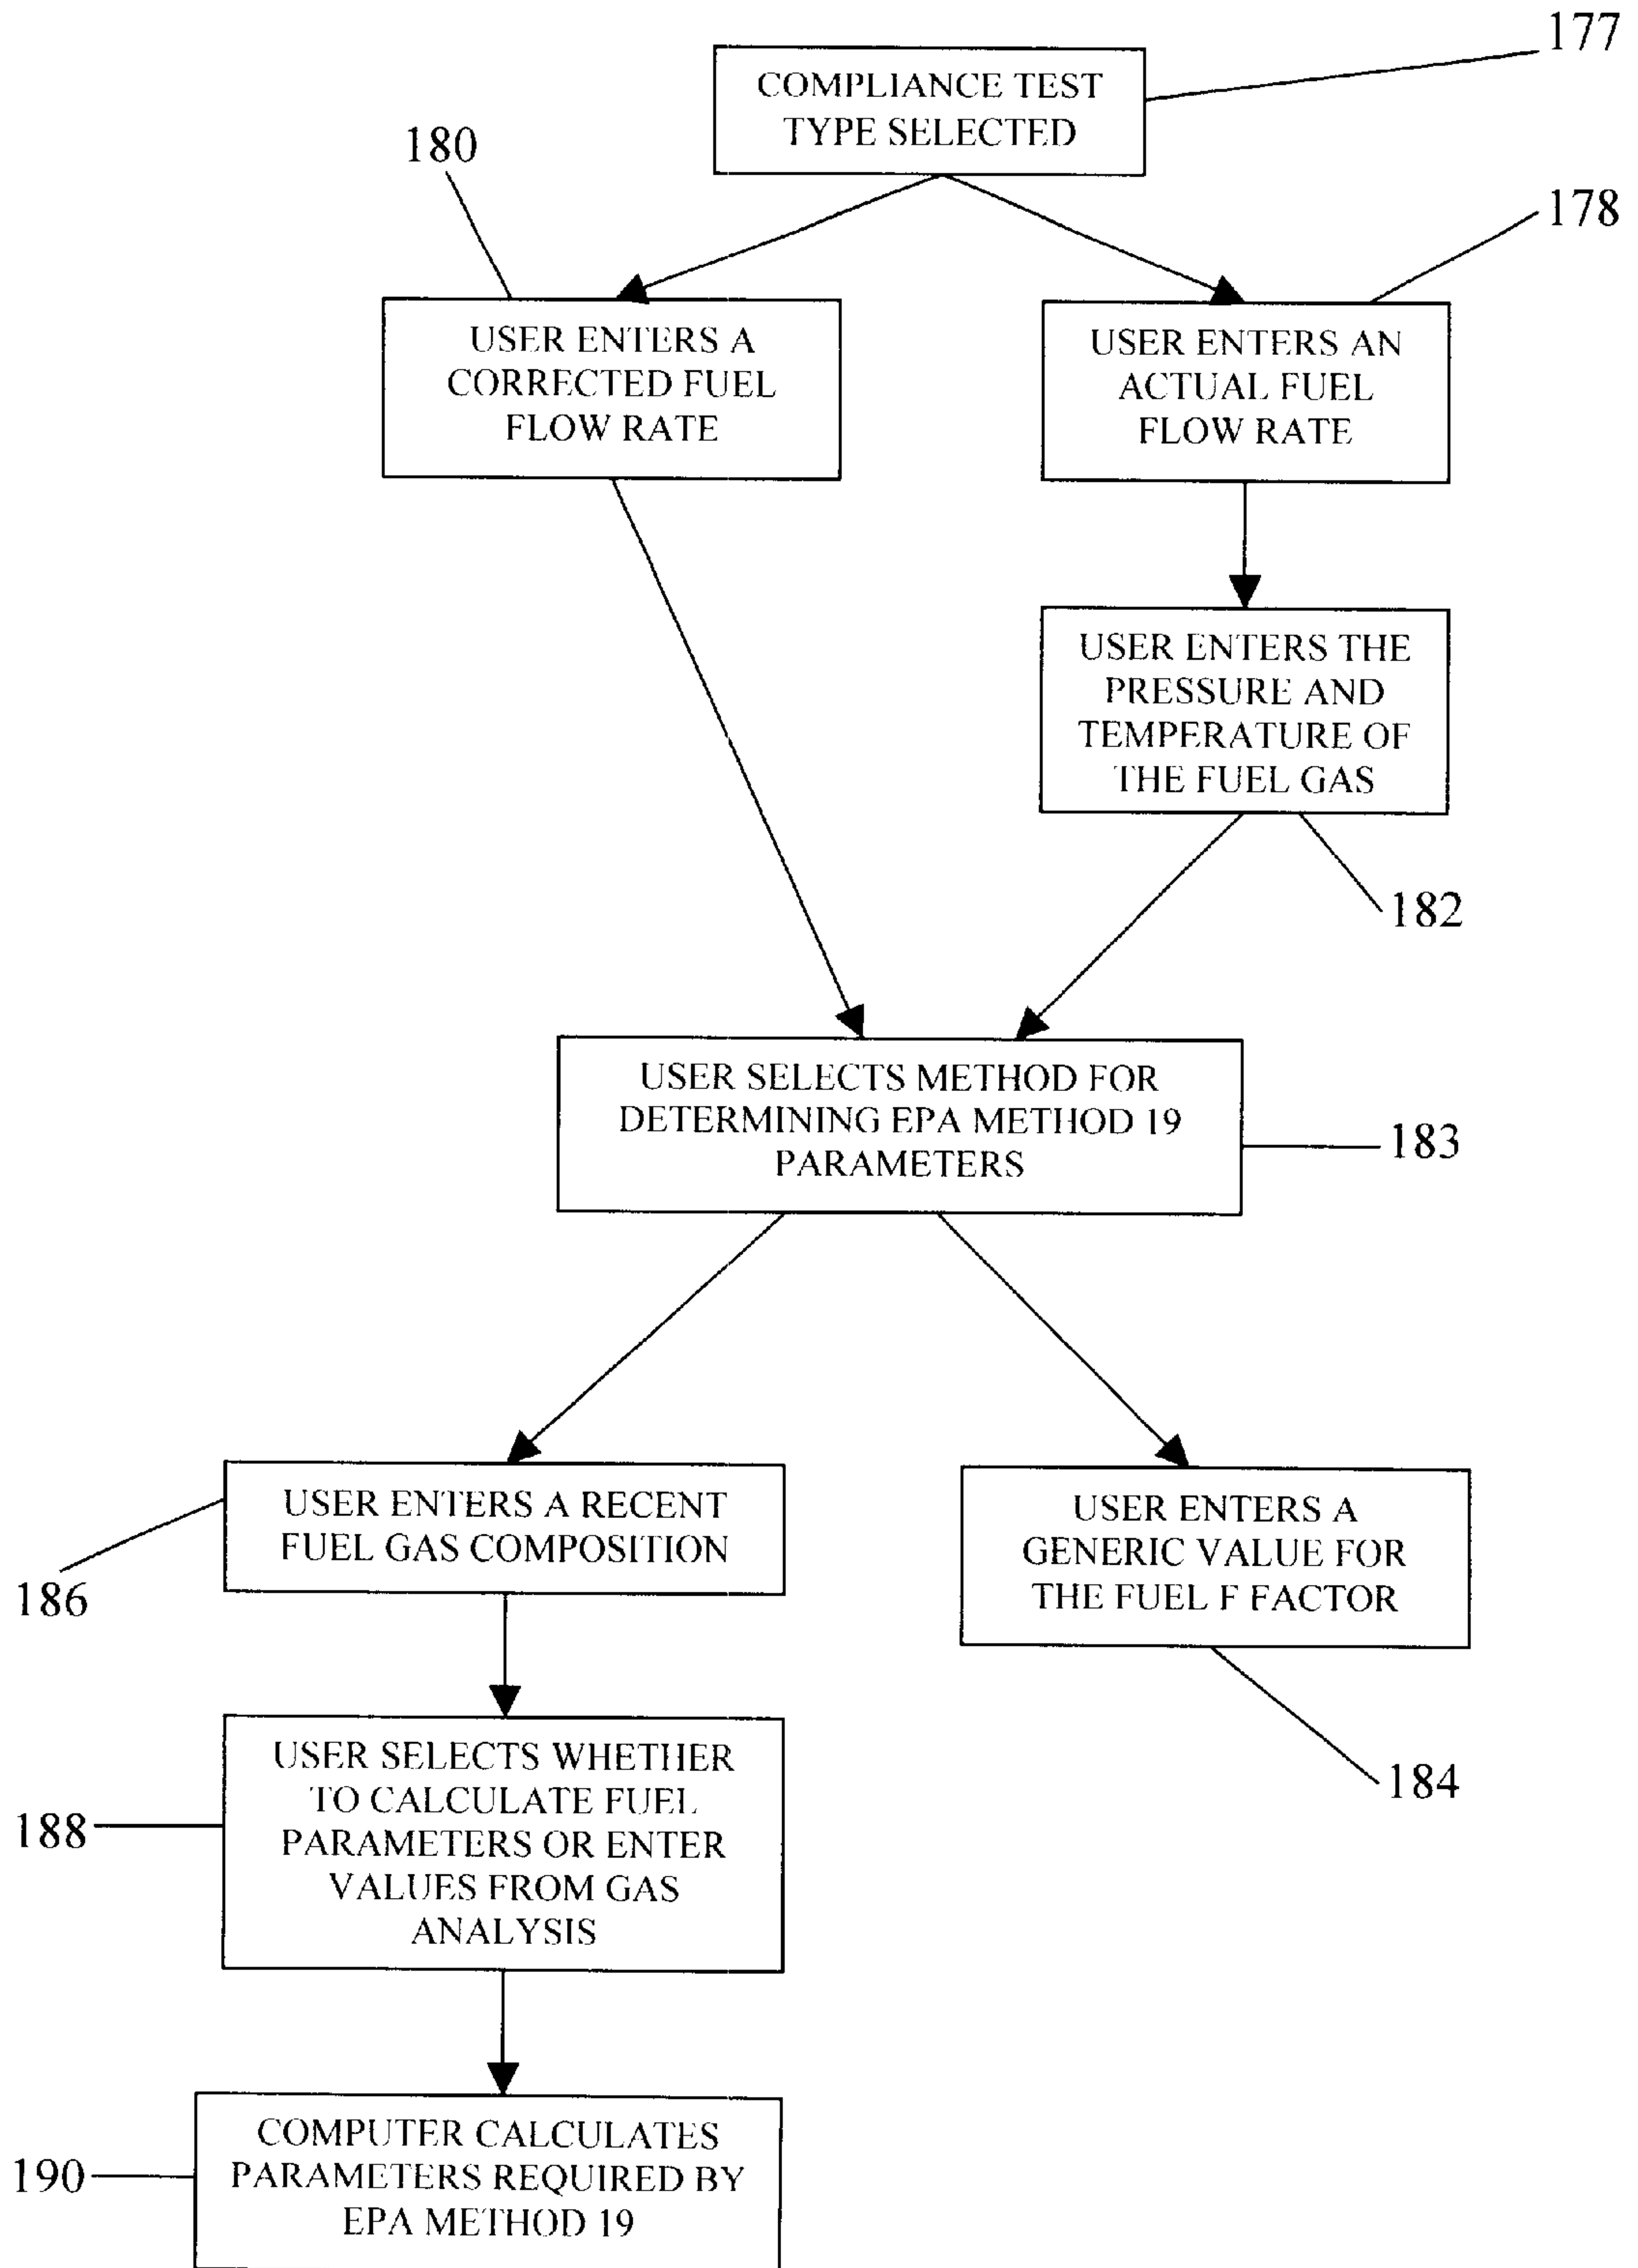 177
COMPLIANCE TEST
TYPE SELECTED
180
178
USER ENTERS A
CORRECTED FUEL
FLOW RATE
USER ENTERS AN
ACTUAL FUEL
FLOW RATE
USER ENTERS THE
PRESSURE AND
TEMPERATURE OF
THE FUEL GAS
182
USER SELECTS METHOD FOR
DETERMINING EPA METHOD 19
PARAMETERS
183
USER ENTERS A RECENT
FUEL GAS COMPOSITION
186
USER ENTERS A
GENERIC VALUE FOR
THE FUEL F FACTOR
184
USER SELECTS WHETHER
TO CALCULATE FUEL
PARAMETERS OR ENTER
VALUES FROM GAS
ANALYSIS
188
COMPUTER CALCULATES
PARAMETERS REQUIRED BY
EPA METHOD 19
190